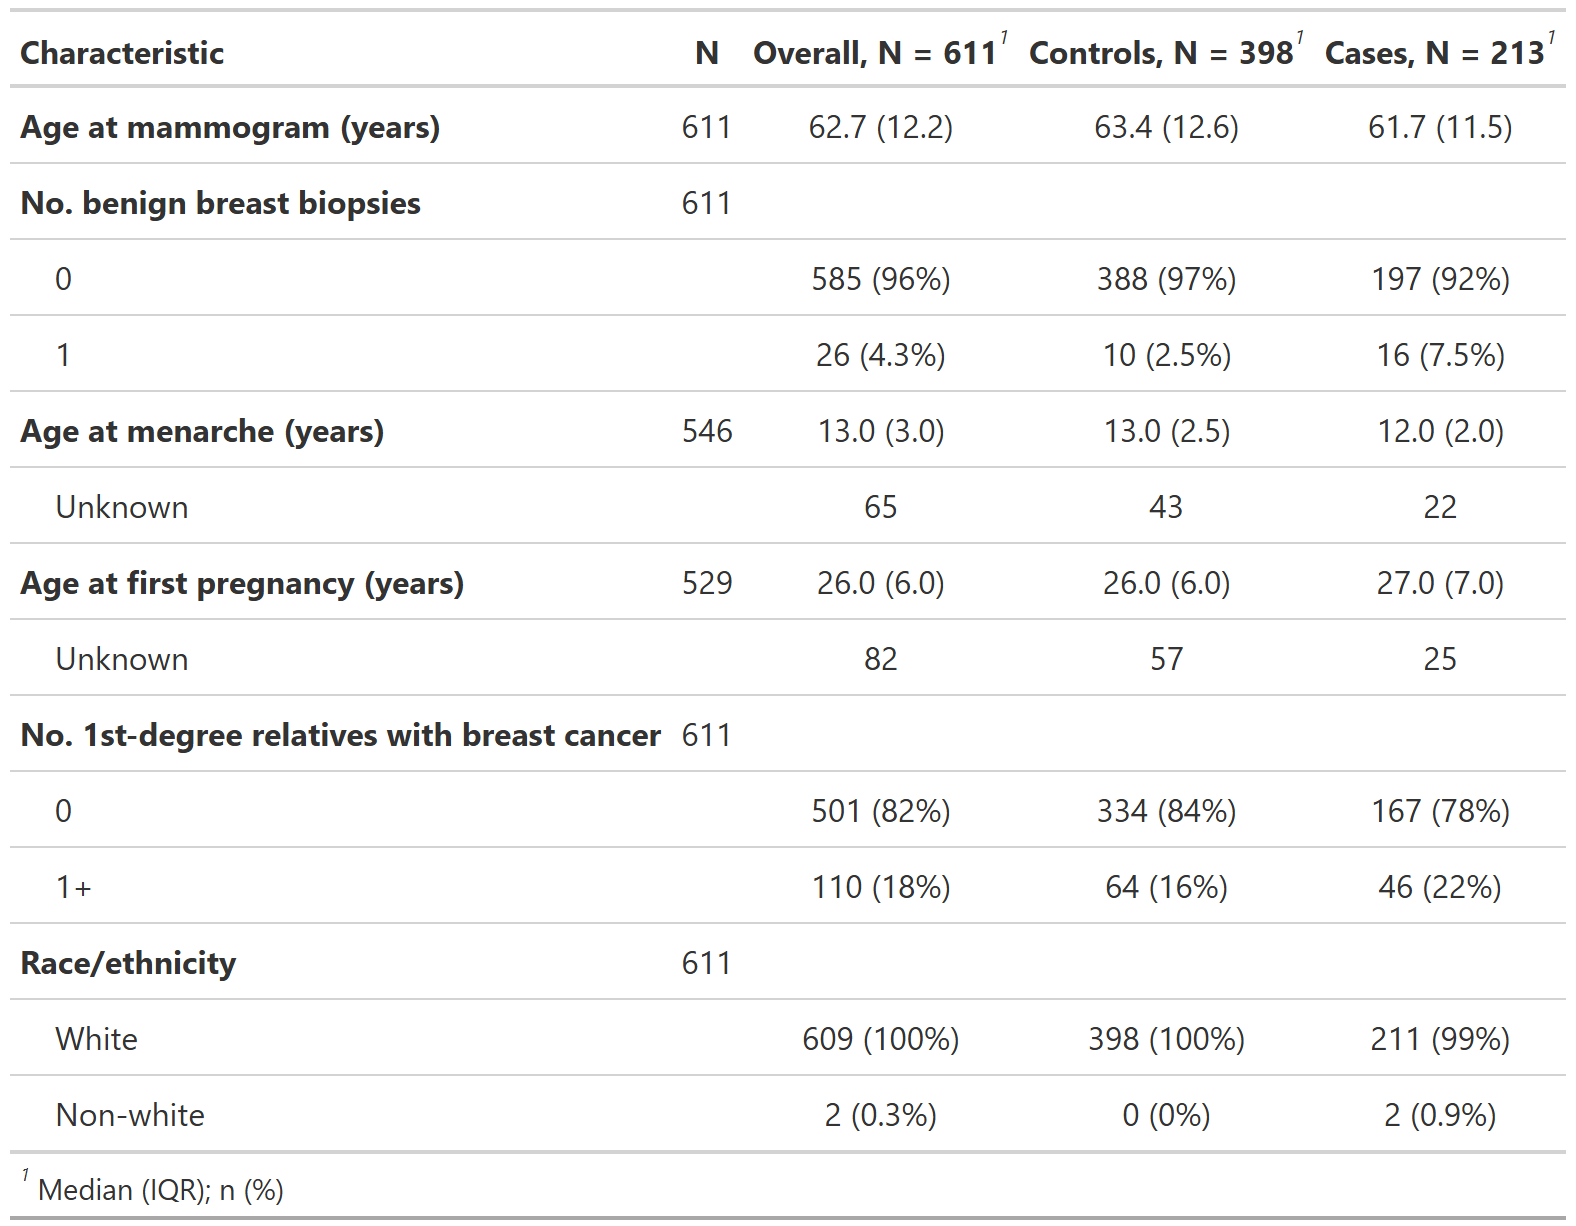 Characteristic N Overall, N = 611¹ Controls, N = 398¹ Cases, N = 213¹
Age at mammogram (years) 611 62.7 (12.2) 63.4 (12.6) 61.7 (11.5)
No. benign breast biopsies 611
0 585 (96%) 388 (97%) 197 (92%)
1 26 (4.3%) 10 (2.5%) 16 (7.5%)
Age at menarche (years) 546 13.0 (3.0) 13.0 (2.5) 12.0 (2.0)
Unknown 65 43 22
Age at first pregnancy (years) 529 26.0 (6.0) 26.0 (6.0) 27.0 (7.0)
Unknown 82 57 25
No. 1st-degree relatives with breast cancer 611
0 501 (82%) 334 (84%) 167 (78%)
1+ 110 (18%) 64 (16%) 46 (22%)
Race/ethnicity 611
White 609 (100%) 398 (100%) 211 (99%)
Non-white 2 (0.3%) 0 (0%) 2 (0.9%)
¹ Median (IQR); n (%)